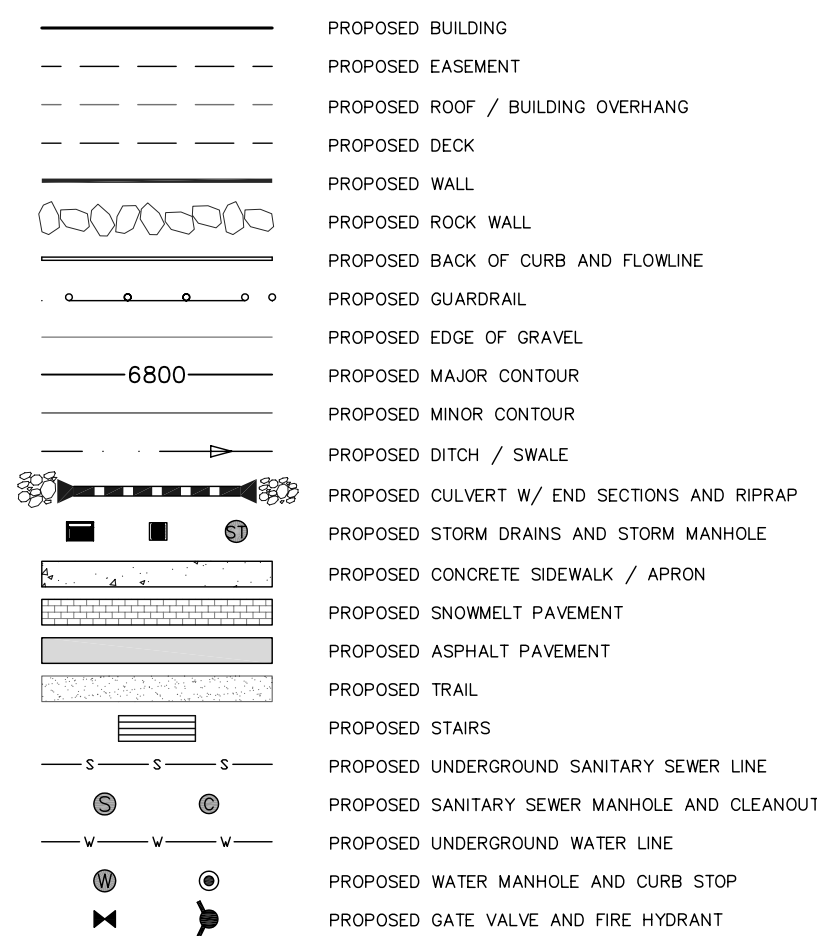 PROPOSED BUILDING
PROPOSED EASEMENT
PROPOSED ROOF / BUILDING OVERHANG
PROPOSED DECK
PROPOSED WALL
PROPOSED ROCK WALL
PROPOSED BACK OF CURB AND FLOWLINE
PROPOSED GUARDRAIL
PROPOSED EDGE OF GRAVEL
6800 PROPOSED MAJOR CONTOUR
PROPOSED MINOR CONTOUR
PROPOSED DITCH / SWALE
PROPOSED CULVERT W/ END SECTIONS AND RIPRAP
ST PROPOSED STORM DRAINS AND STORM MANHOLE
PROPOSED CONCRETE SIDEWALK / APRON
PROPOSED SNOWMELT PAVEMENT
PROPOSED ASPHALT PAVEMENT
PROPOSED TRAIL
PROPOSED STAIRS
S S S PROPOSED UNDERGROUND SANITARY SEWER LINE
S C PROPOSED SANITARY SEWER MANHOLE AND CLEANOUT
W W W PROPOSED UNDERGROUND WATER LINE
W PROPOSED WATER MANHOLE AND CURB STOP
PROPOSED GATE VALVE AND FIRE HYDRANT